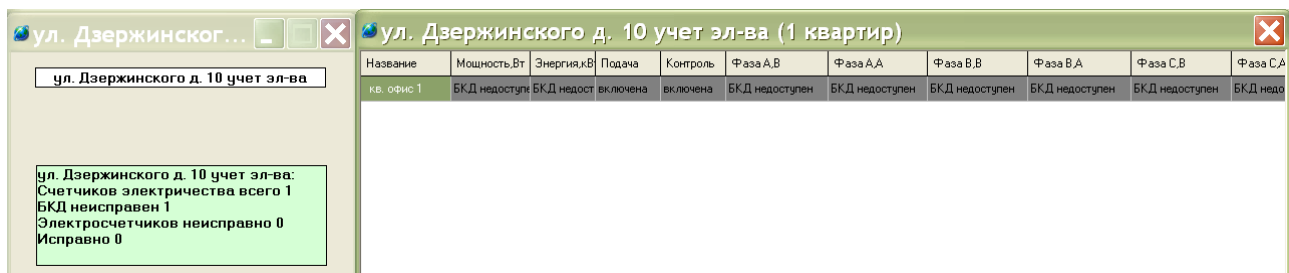 ул. Дзержинског...
ул. Дзержинского д. 10 учет эл-ва
ул. Дзержинского д. 10 учет эл-ва:
Счетчиков электричества всего 1
БКД неисправен 1
Электросчетчиков неисправно 0
Исправно 0
ул. Дзержинского д. 10 учет эл-ва (1 квартир)
Название Мощность,Вт Энергия,кВ Подача Контроль Фаза A,В Фаза A,А Фаза B,В Фаза B,А Фаза C,В Фаза C,А
кв. офис 1 БКД недоступе БКД недост включена включена БКД недоступен БКД недоступен БКД недоступен БКД недоступен БКД недоступен БКД недо